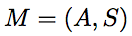 M = (A, S)